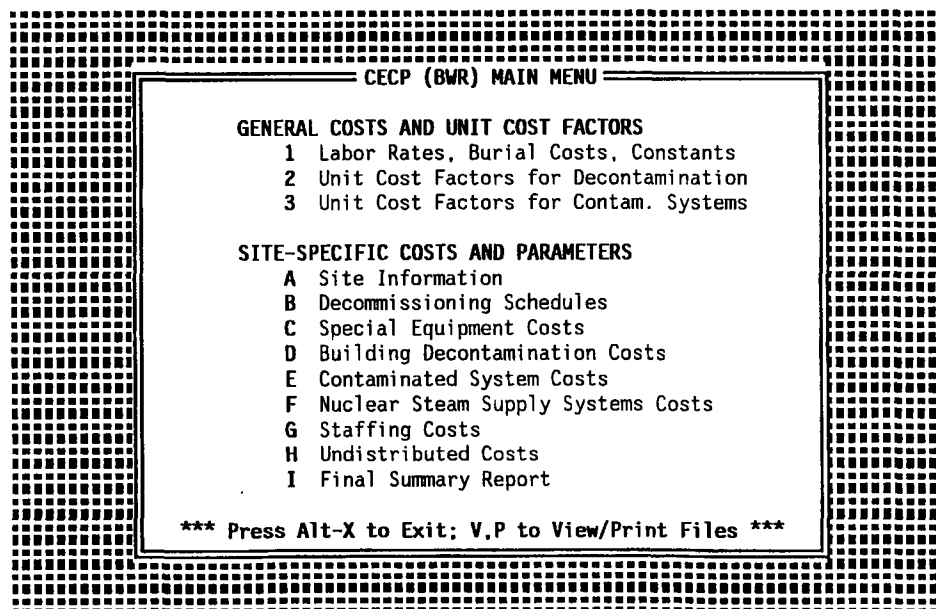 CECP (BWR) MAIN MENU
GENERAL COSTS AND UNIT COST FACTORS
1 Labor Rates, Burial Costs, Constants
2 Unit Cost Factors for Decontamination
3 Unit Cost Factors for Contam. Systems
SITE-SPECIFIC COSTS AND PARAMETERS
A Site Information
B Decommissioning Schedules
C Special Equipment Costs
D Building Decontamination Costs
E Contaminated System Costs
F Nuclear Steam Supply Systems Costs
G Staffing Costs
H Undistributed Costs
I Final Summary Report
*** Press Alt-X to Exit; V,P to View/Print Files ***